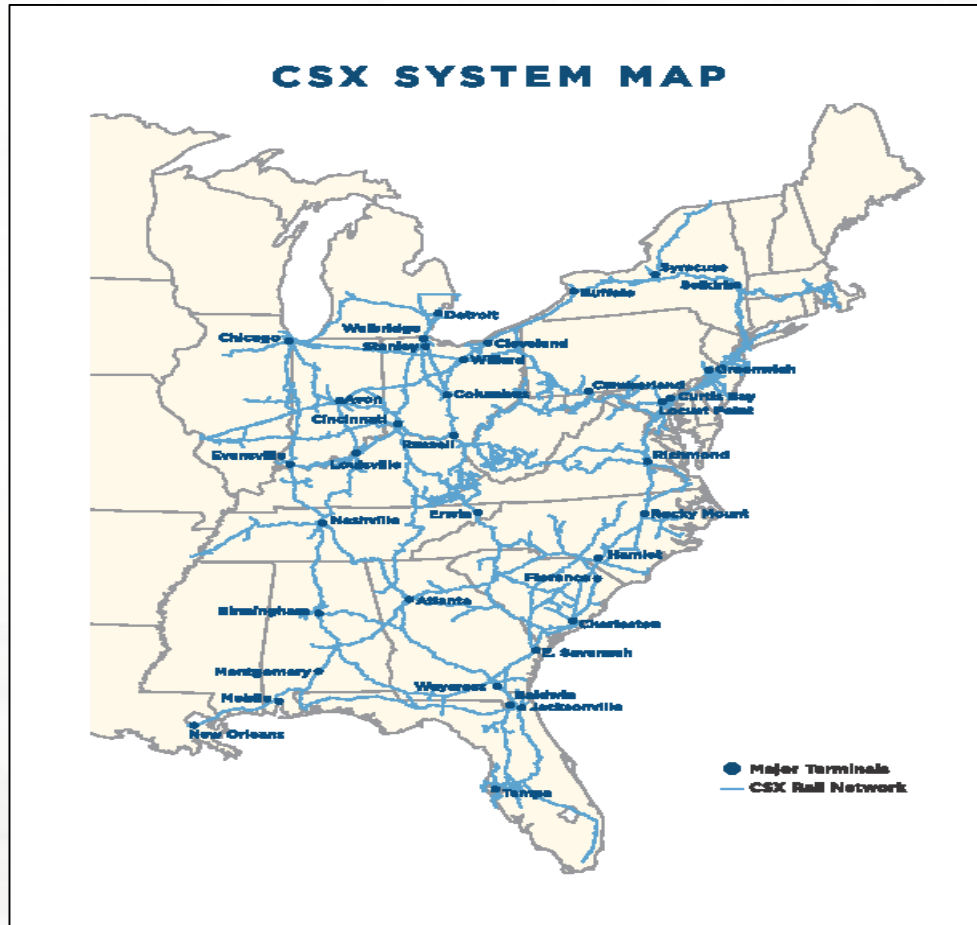 CSX SYSTEM MAP
Syracuse
Selkirk
Buffalo
Detroit
Walbridge
Chicago
Stanley
Cleveland
Willard
Greenwich
Cumberland
Curtis Bay
Avon
Columbus
Locust Point
Cincinnati
Russell
Evansville
Louisville
Richmond
Erwin
Rocky Mount
Nashville
Hamlet
Florence
Atlanta
Birmingham
Charleston
E. Savannah
Montgomery
Waycross
Baldwin
Mobile
Jacksonville
New Orleans
Major Terminals
CSX Rail Network
Tampa